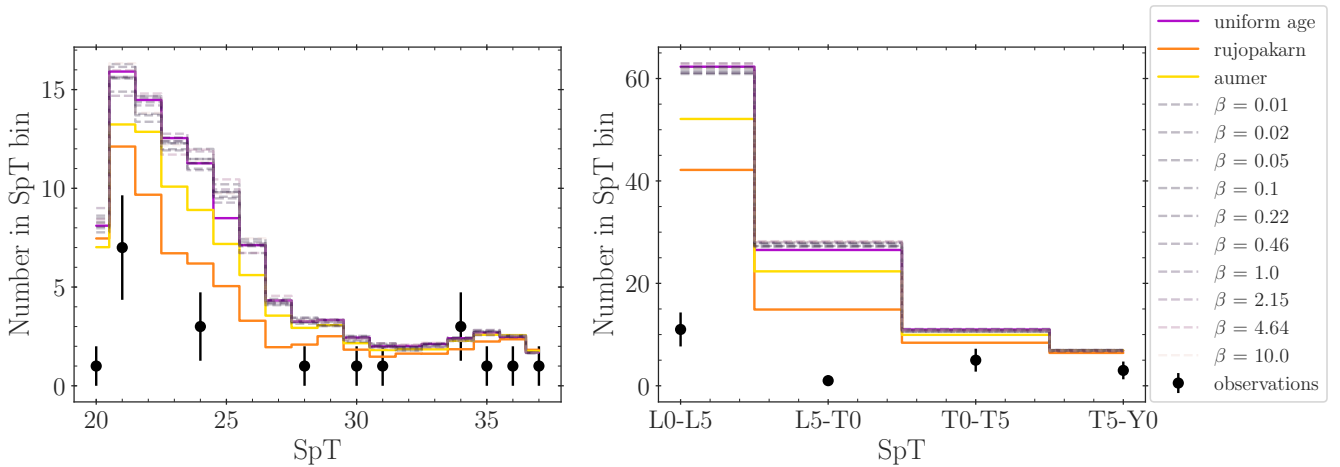 Number in SpT bin
15
10
5
0
20
25
30
35
SpT
Number in SpT bin
60
40
20
0
L0-L5
L5-T0
T0-T5
T5-Y0
SpT
uniform age
rujopakarn
aumer
β = 0.01
β = 0.02
β = 0.05
β = 0.1
β = 0.22
β = 0.46
β = 1.0
β = 2.15
β = 4.64
β = 10.0
observations